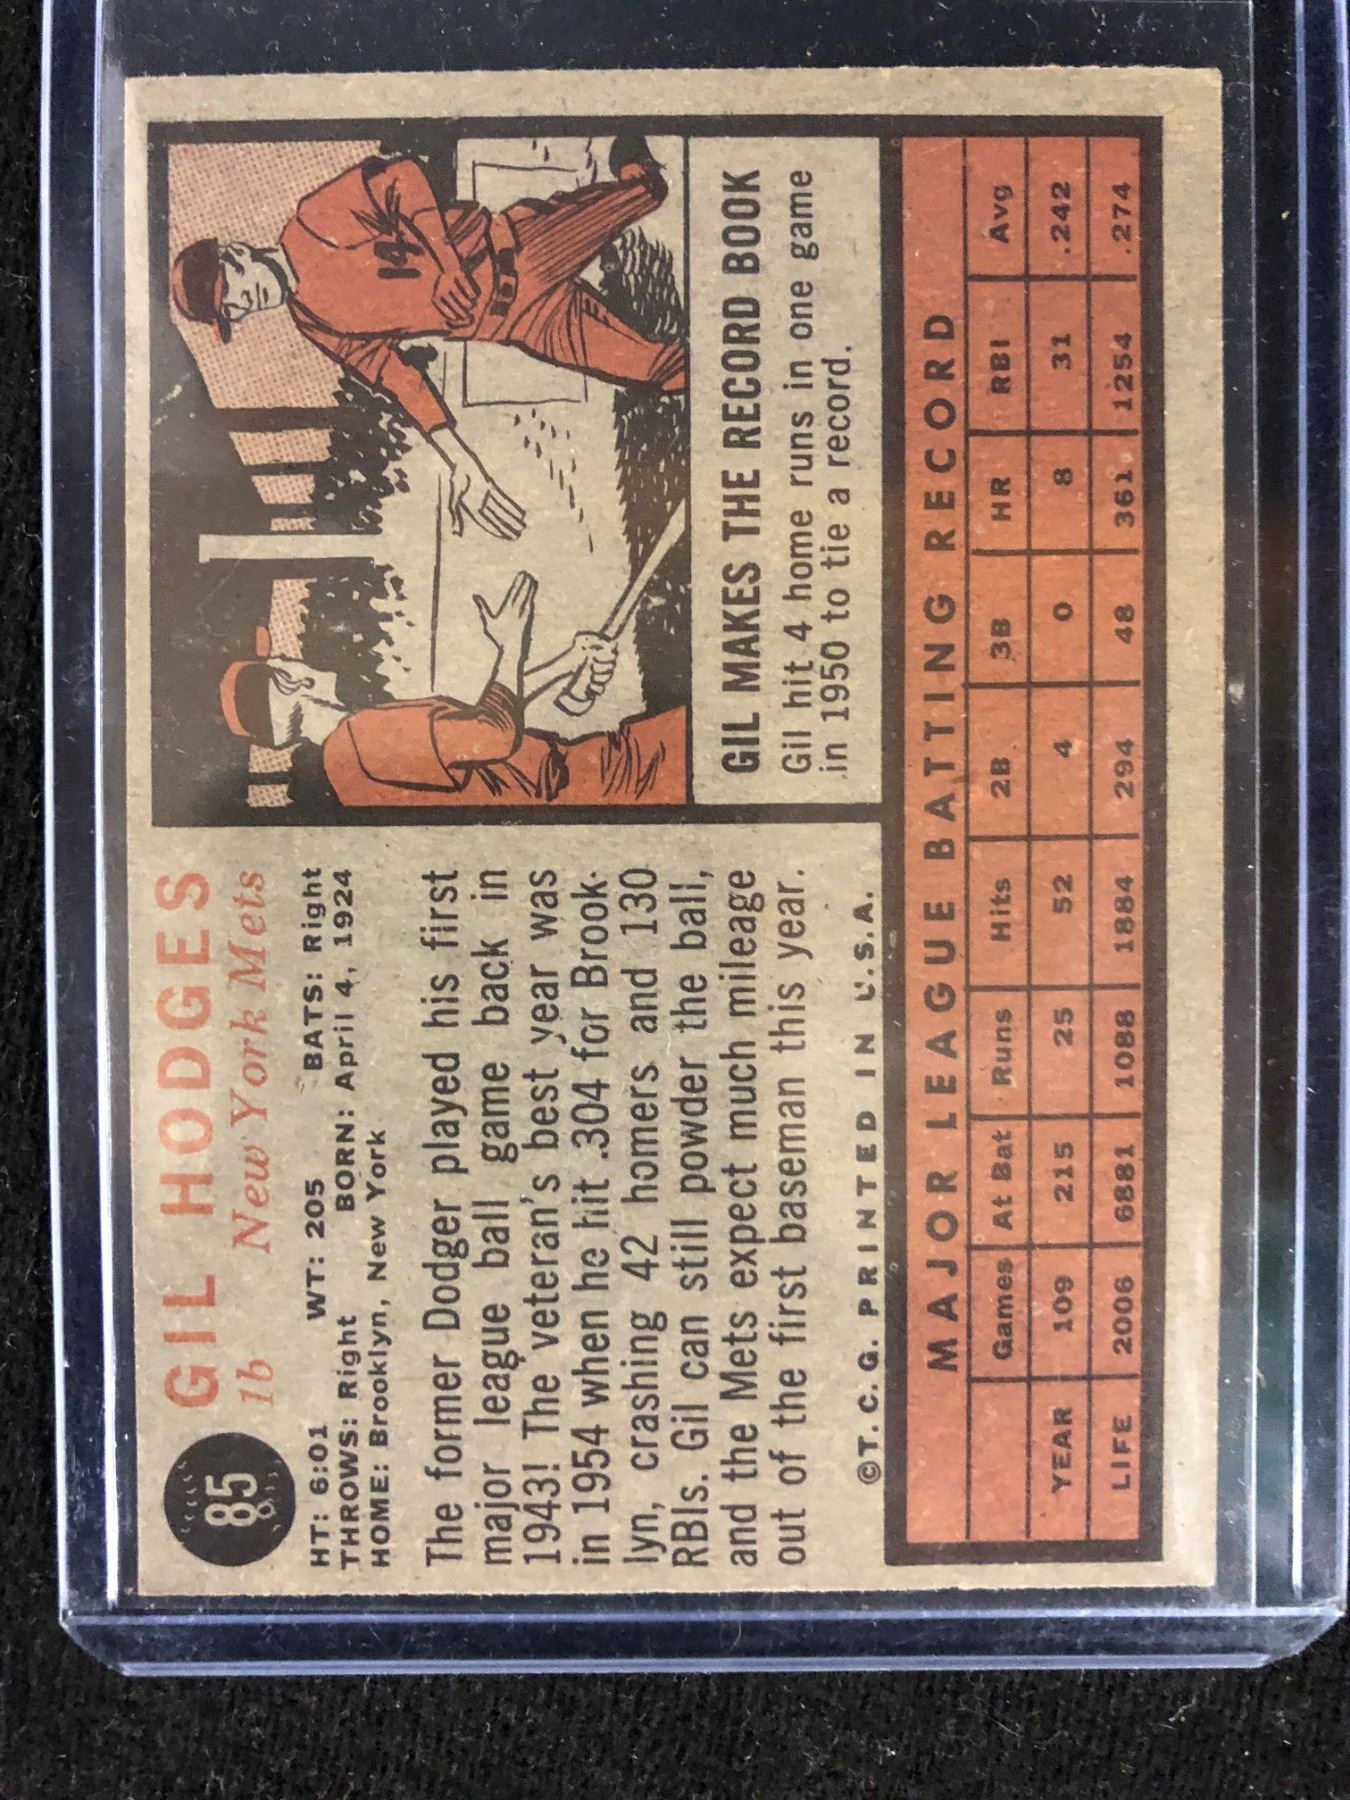 85
GIL HODGES
1b New York Mets
HT: 6:01 WT: 205 BATS: Right
THROWS: Right BORN: April 4, 1924
HOME: Brooklyn, New York
The former Dodger played his first
major league ball game back in
1943! The veteran's best year was
in 1954 when he hit .304 for Brook-
lyn, crashing 42 homers and 130
RBIs. Gil can still powder the ball,
and the Mets expect much mileage
out of the first baseman this year.
©T. C. G. PRINTED IN U.S.A.
14
GIL MAKES THE RECORD BOOK
Gil hit 4 home runs in one game
in 1950 to tie a record.
MAJOR LEAGUE BATTING RECORD
Games At Bat Runs Hits 2B 3B HR RBI Avg
YEAR 109 215 25 52 4 0 8 31 .242
LIFE 2006 6881 1088 1884 294 48 361 1254 .274